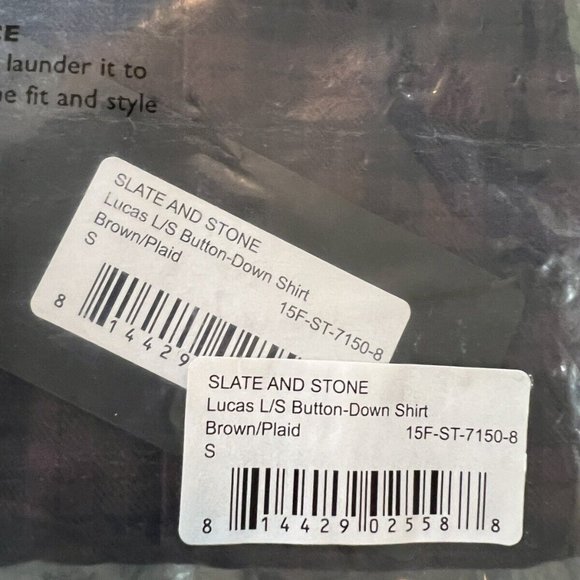 CE
launder it to
fit and style
SLATE AND STONE
Lucas L/S Button-Down Shirt
Brown/Plaid 15F-ST-7150-8
S
8 14429
SLATE AND STONE
Lucas L/S Button-Down Shirt
Brown/Plaid 15F-ST-7150-8
S
8 14429 02558 8